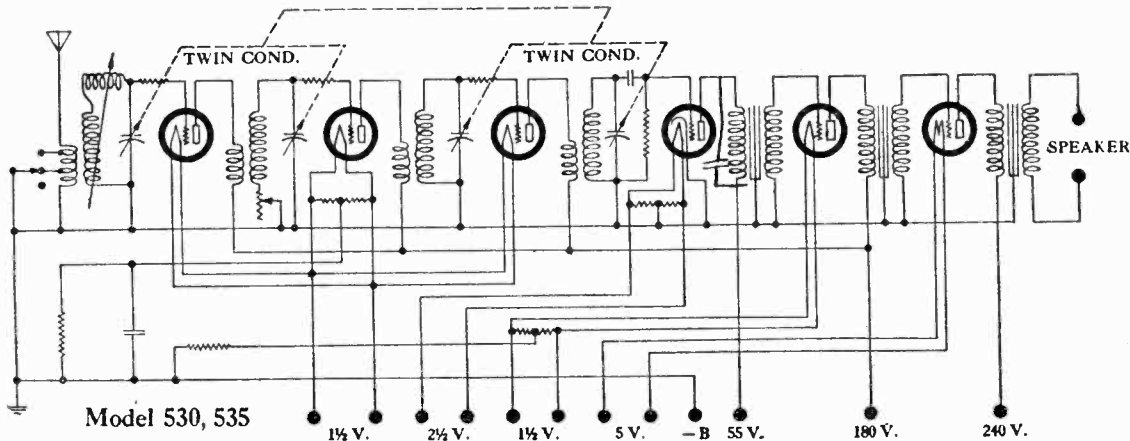 TWIN COND.
TWIN COND.
SPEAKER
Model 530, 535
1½ V.
2½ V.
1½ V.
5 V.
– B
55 V.
180 V.
240 V.